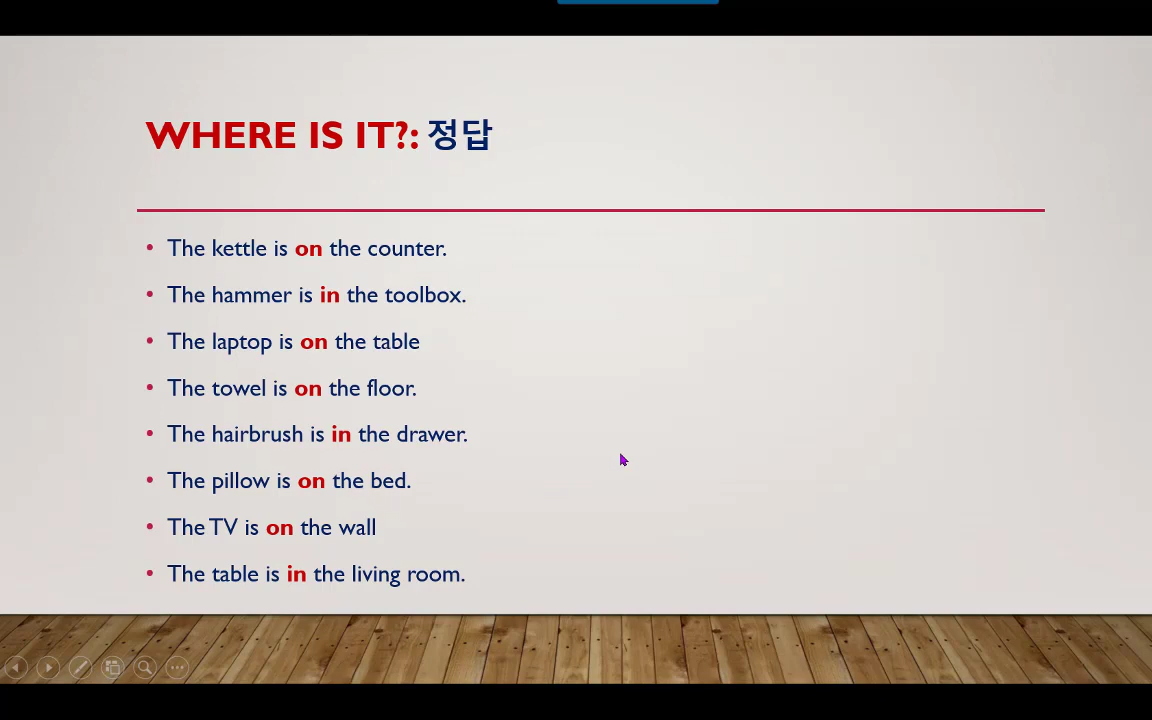 WHERE IS IT?: 정답
• The kettle is on the counter.
• The hammer is in the toolbox.
• The laptop is on the table
• The towel is on the floor.
• The hairbrush is in the drawer.
• The pillow is on the bed.
• The TV is on the wall
• The table is in the living room.